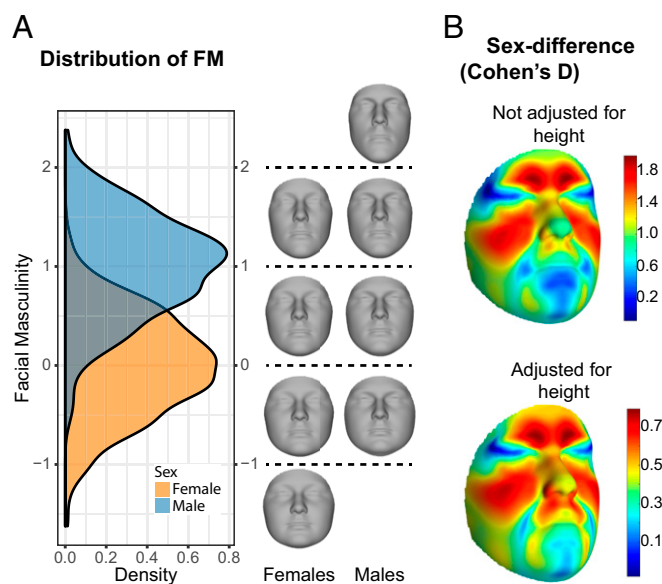 A
Distribution of FM
Facial Masculinity
2
1
0
−1
2
1
0
−1
Sex
Female
Male
0.0 0.2 0.4 0.6 0.8
Density
Females Males
B
Sex-difference
(Cohen's D)
Not adjusted for
height
1.8
1.4
1.0
0.6
0.2
Adjusted for
height
0.7
0.5
0.3
0.1